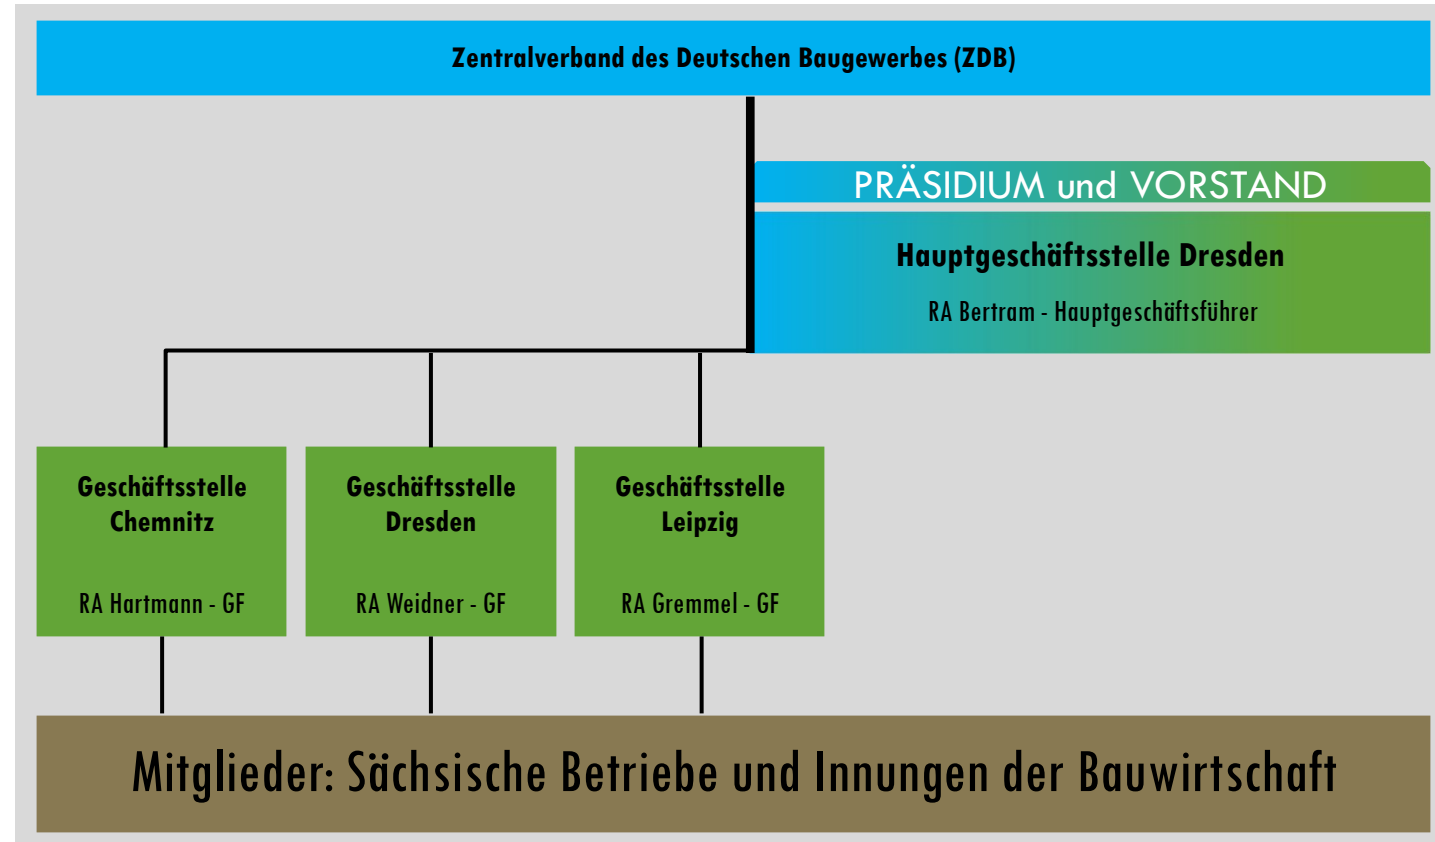 Zentralverband des Deutschen Baugewerbes (ZDB)
PRÄSIDIUM und VORSTAND
Hauptgeschäftsstelle Dresden
RA Bertram - Hauptgeschäftsführer
Geschäftsstelle
Chemnitz
RA Hartmann - GF
Geschäftsstelle
Dresden
RA Weidner - GF
Geschäftsstelle
Leipzig
RA Gremmel - GF
Mitglieder: Sächsische Betriebe und Innungen der Bauwirtschaft